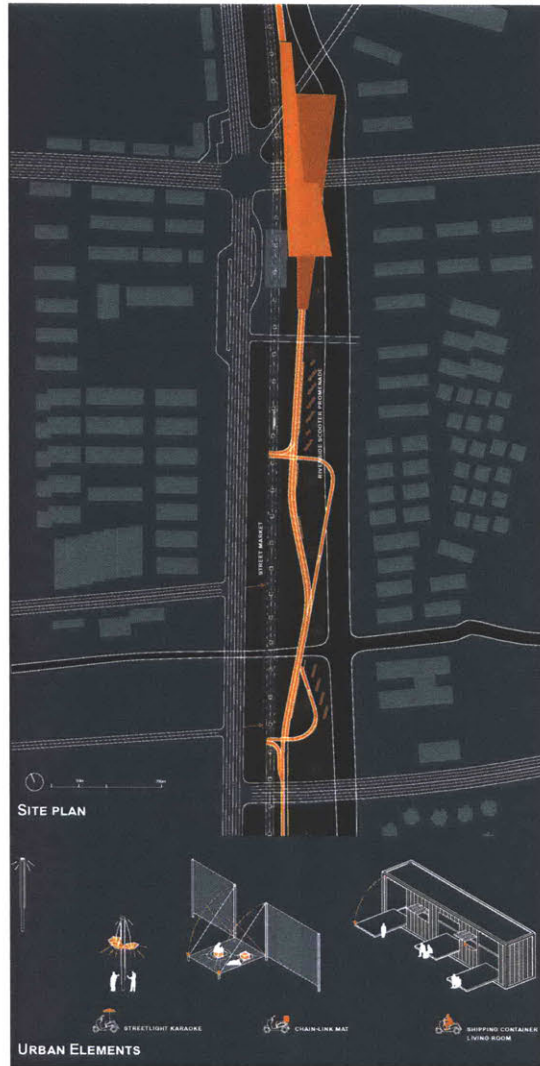 RIVERSIDE SCOOTER PROMENADE
STREET MARKET
SITE PLAN
STREETLIGHT KARAOKE
CHAIN-LINK MAT
SHIPPING CONTAINER
LIVING ROOM
URBAN ELEMENTS